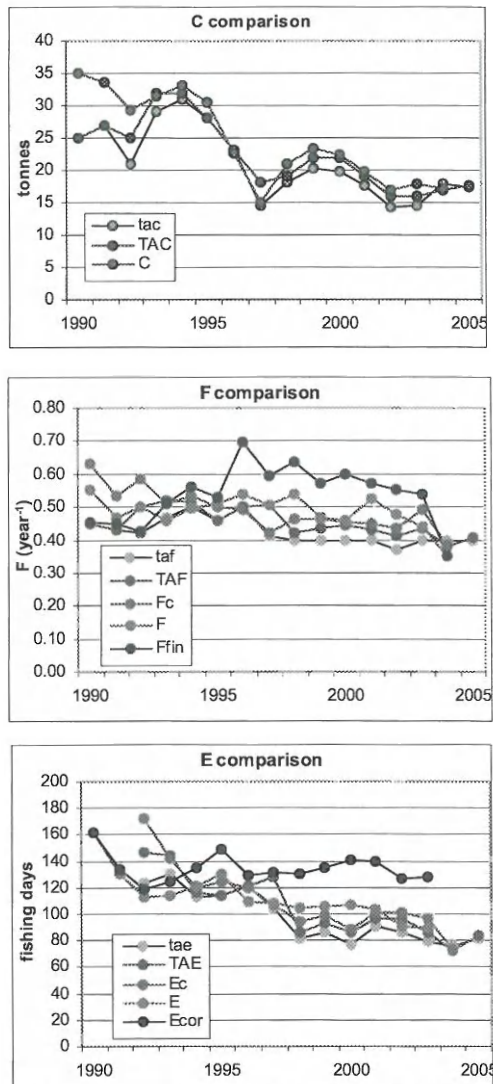 C comparison
40
35
30
25
20
15
10
5
0
tonnes
tac
TAC
C
1990 1995 2000 2005
F comparison
0.80
0.70
0.60
0.50
0.40
0.30
0.20
0.10
0.00
F (year⁻¹)
taf
TAF
Fc
F
Ffin
1990 1995 2000 2005
E comparison
200
180
160
140
120
100
80
60
40
20
0
fishing days
tae
TAE
Ec
E
Ecor
1990 1995 2000 2005